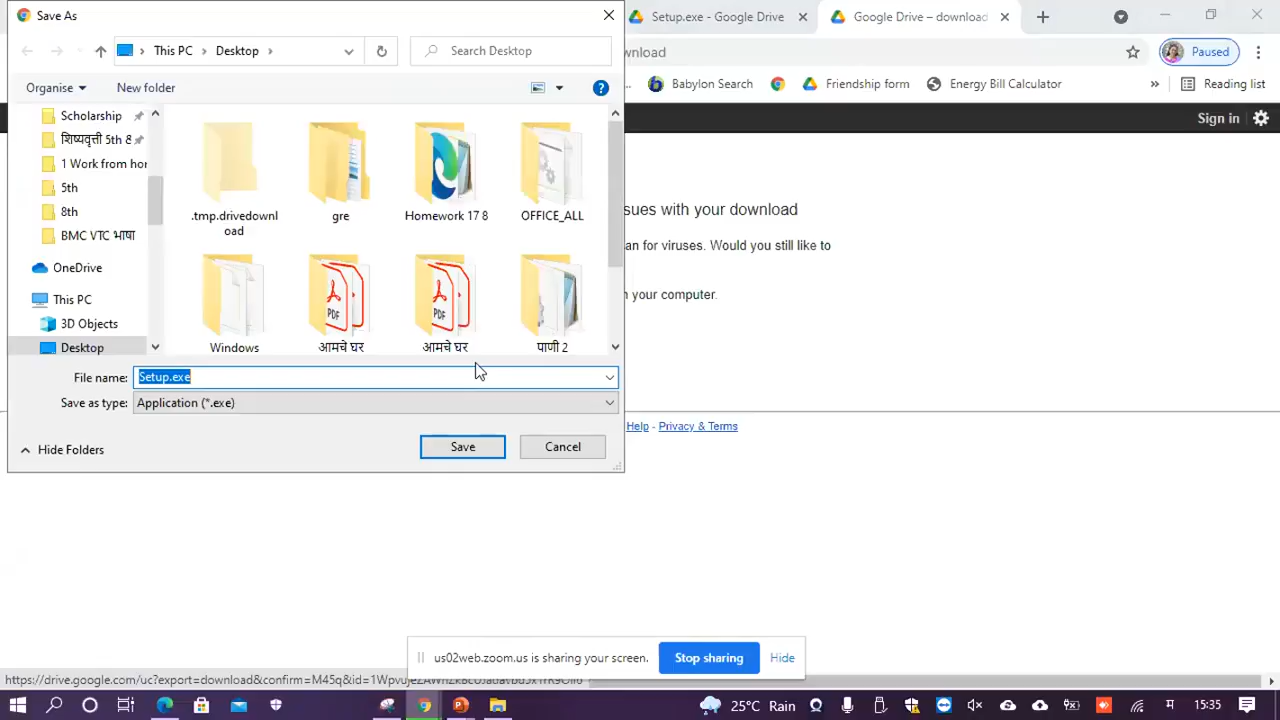 Save As
Setup.exe - Google Drive
Google Drive – download
This PC
Desktop
Search Desktop
wnload
Paused
Organise
New folder
Babylon Search
Friendship form
Energy Bill Calculator
»
Reading list
Scholarship
शिष्यवृत्ती 5th 8
1 Work from hor
5th
8th
BMC VTC भाषा
OneDrive
This PC
3D Objects
Desktop
.tmp.drivedownl
oad
gre
Homework 17 8
OFFICE_ALL
Windows
आमचे घर
आमचे घर
पाणी 2
Sign in
sues with your download
an for viruses. Would you still like to
n your computer.
File name:
Setup.exe
Save as type:
Application (*.exe)
Help - Privacy & Terms
Hide Folders
Save
Cancel
us02web.zoom.us is sharing your screen.
Stop sharing
Hide
25°C Rain
म
15:35